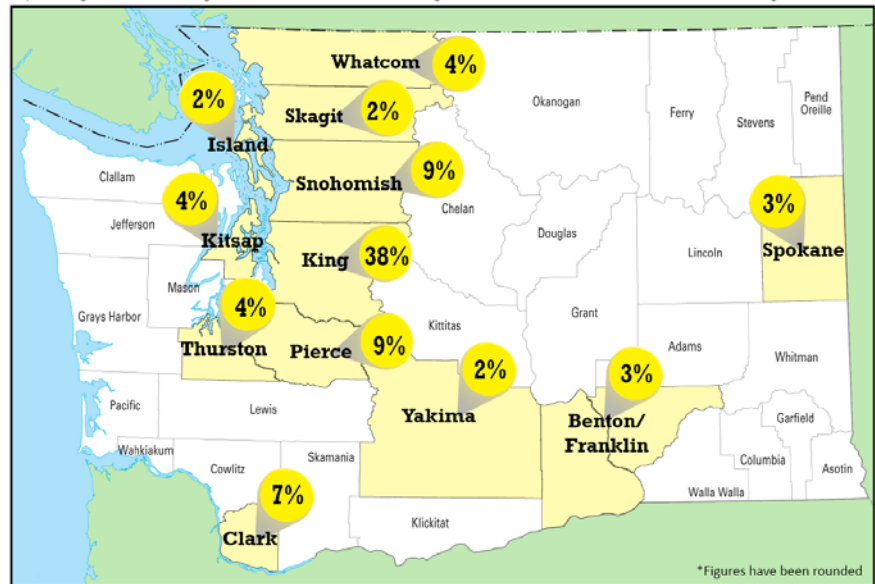 Whatcom
4%
Okanogan
Ferry
Stevens
Pend
Oreille
2%
Island
Skagit
2%
Snohomish
9%
Chelan
Clallam
4%
Jefferson
Kitsap
Douglas
3%
Spokane
Lincoln
King
38%
Mason
4%
Grays Harbor
Thurston
Pierce
9%
Kittitas
Grant
Adams
Whitman
2%
Yakima
3%
Benton/
Franklin
Pacific
Lewis
Garfield
Wahkiakum
Cowlitz
Skamania
Columbia
Asotin
Walla Walla
7%
Clark
Klickitat
*Figures have been rounded